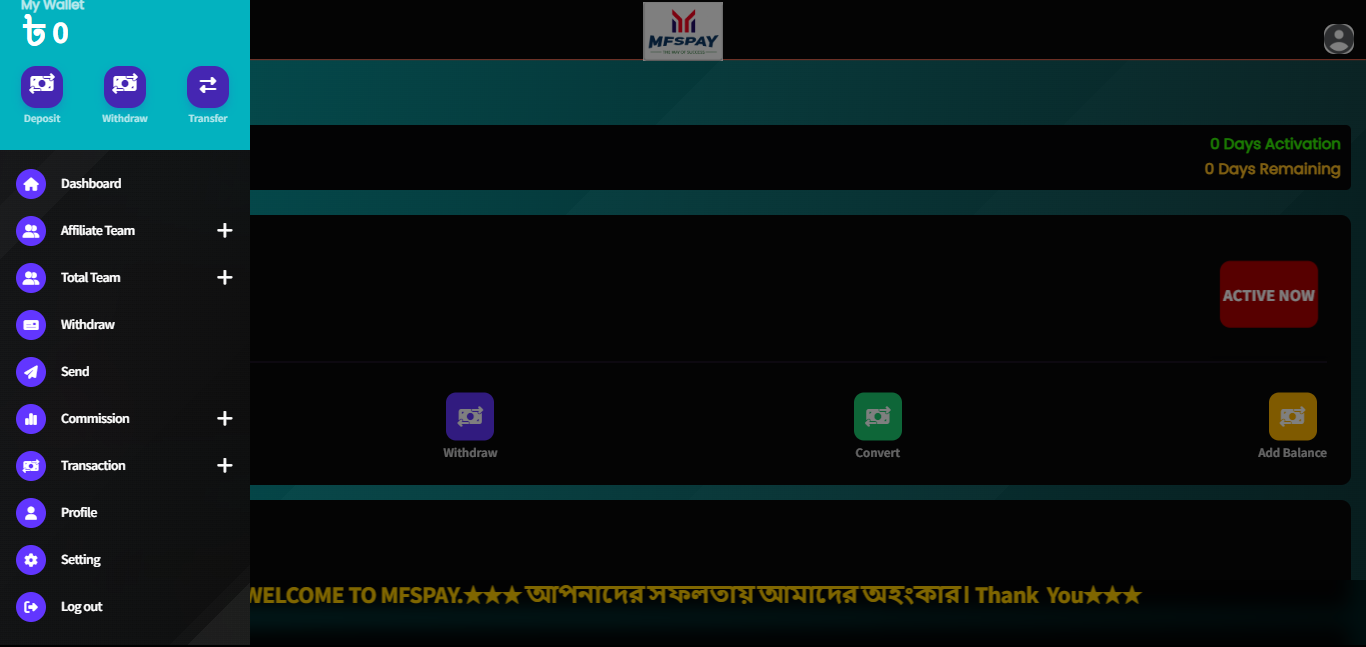 My Wallet
৳ 0
Deposit
Withdraw
Transfer
Dashboard
Affiliate Team
Total Team
Withdraw
Send
Commission
Transaction
Profile
Setting
Log out
MFSPAY
THE WAY OF SUCCESS
0 Days Activation
0 Days Remaining
ACTIVE NOW
Withdraw
Convert
Add Balance
WELCOME TO MFSPAY.★★★ আপনাদের সফলতায় আমাদের অহংকার। Thank You★★★